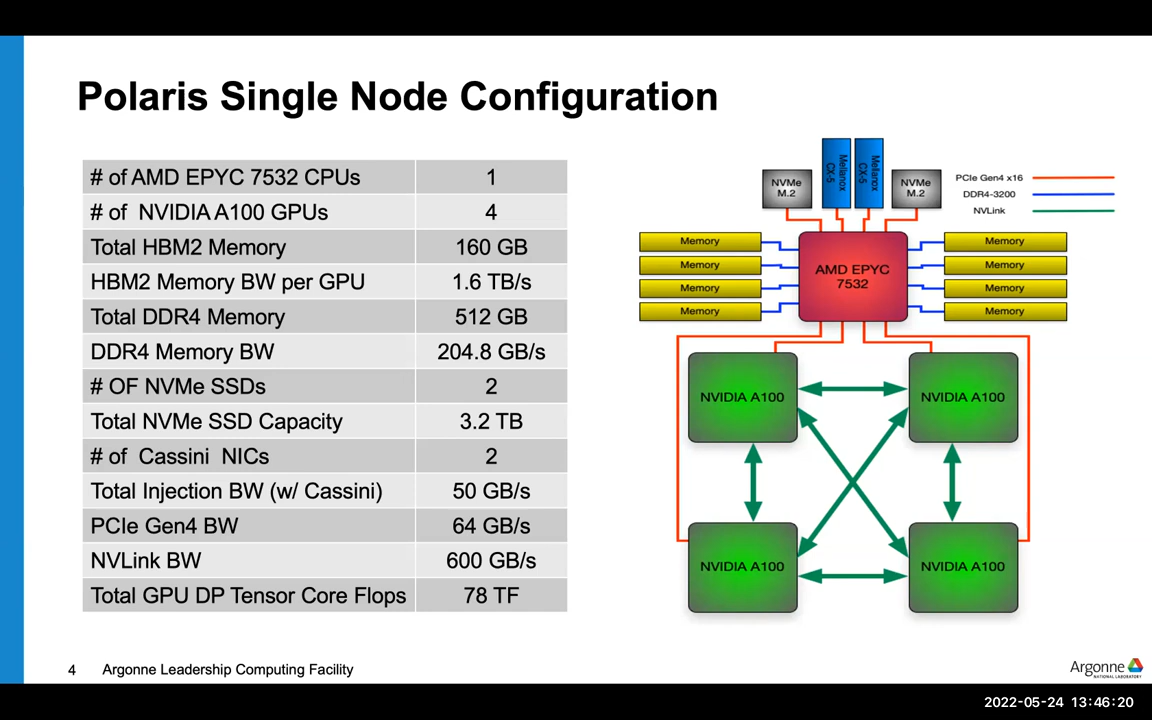 Polaris Single Node Configuration
# of AMD EPYC 7532 CPUs 1
# of NVIDIA A100 GPUs 4
Total HBM2 Memory 160 GB
HBM2 Memory BW per GPU 1.6 TB/s
Total DDR4 Memory 512 GB
DDR4 Memory BW 204.8 GB/s
# OF NVMe SSDs 2
Total NVMe SSD Capacity 3.2 TB
# of Cassini NICs 2
Total Injection BW (w/ Cassini) 50 GB/s
PCIe Gen4 BW 64 GB/s
NVLink BW 600 GB/s
Total GPU DP Tensor Core Flops 78 TF
NVMe
M.2
Mellanox
CX-5
Mellanox
CX-5
NVMe
M.2
PCIe Gen4 x16
DDR4-3200
NVLink
Memory
Memory
Memory
Memory
AMD EPYC
7532
Memory
Memory
Memory
Memory
NVIDIA A100
NVIDIA A100
NVIDIA A100
NVIDIA A100
4 Argonne Leadership Computing Facility
Argonne
NATIONAL LABORATORY
2022-05-24 13:46:20